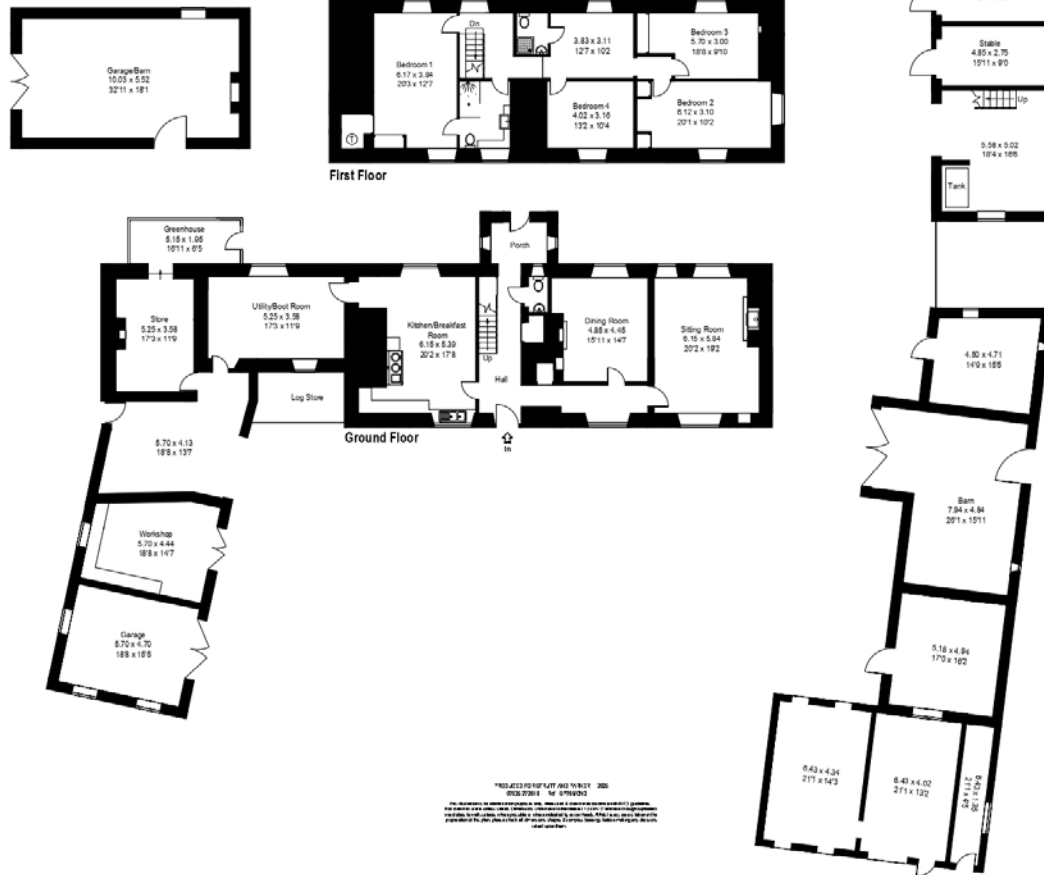 Garage/Barn
10.03 x 5.52
32'11 x 18'1
Dn
Bedroom 1
6.17 x 3.84
20'3 x 12'7
3.83 x 3.11
12'7 x 10'2
Bedroom 3
5.70 x 3.00
18'8 x 9'10
Bedroom 4
4.02 x 3.16
13'2 x 10'4
Bedroom 2
6.12 x 3.10
20'1 x 10'2
T
First Floor
Stable
4.85 x 2.75
15'11 x 9'0
Up
5.58 x 5.02
18'4 x 16'6
Tank
Greenhouse
5.15 x 1.95
16'11 x 6'5
Porch
Store
5.25 x 3.58
17'3 x 11'9
Utility/Boot Room
5.25 x 3.58
17'3 x 11'9
Kitchen/Breakfast
Room
6.15 x 5.39
20'2 x 17'8
Up
Hall
Dining Room
4.85 x 4.45
15'11 x 14'7
Sitting Room
6.15 x 5.84
20'2 x 19'2
Log Store
Ground Floor
In
5.70 x 4.13
18'8 x 13'7
Workshop
5.70 x 4.44
18'8 x 14'7
Garage
5.70 x 4.70
18'8 x 15'5
4.50 x 4.71
14'9 x 15'5
Barn
7.94 x 4.84
26'1 x 15'11
5.18 x 4.94
17'0 x 16'2
6.43 x 4.34
21'1 x 14'3
6.43 x 4.02
21'1 x 13'2
6.43 x 1.35
21'1 x 4'5